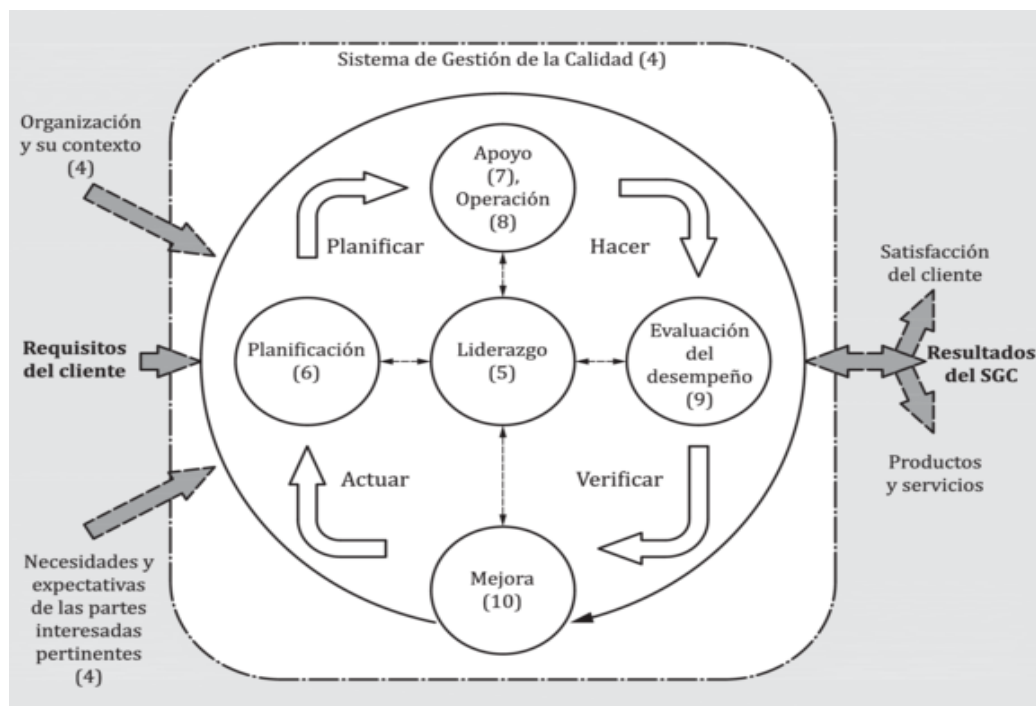 Sistema de Gestión de la Calidad (4)
Organización
y su contexto
(4)
Apoyo
(7),
Operación
(8)
Planificar
Hacer
Satisfacción
del cliente
Requisitos
del cliente
Planificación
(6)
Liderazgo
(5)
Evaluación
del
desempeño
(9)
Resultados
del SGC
Actuar
Verificar
Productos
y servicios
Necesidades y
expectativas
de las partes
interesadas
pertinentes
(4)
Mejora
(10)